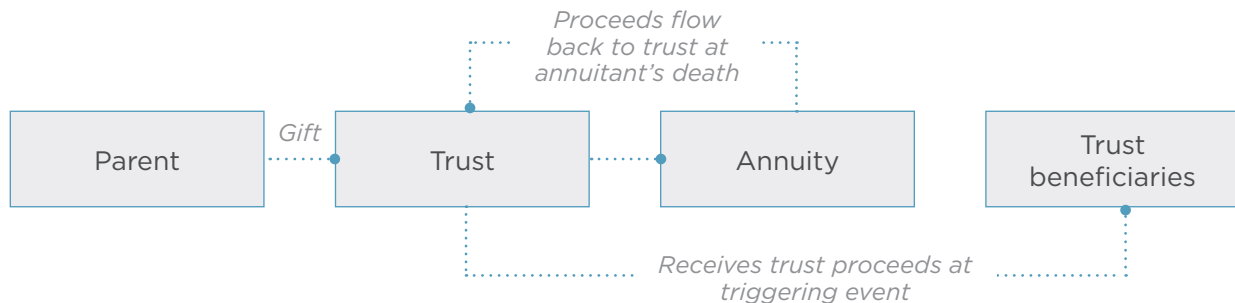 Proceeds flow
back to trust at
annuitant’s death
Gift
Parent
Trust
Annuity
Trust
beneficiaries
Receives trust proceeds at
triggering event